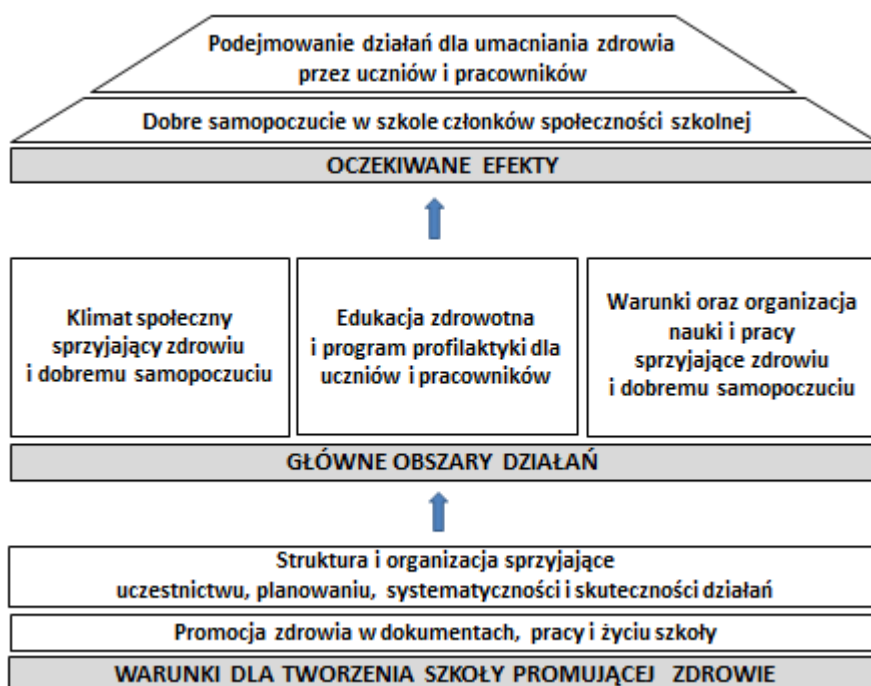 Podejmowanie działań dla umacniania zdrowia
przez uczniów i pracowników
Dobre samopoczucie w szkole członków społeczności szkolnej
OCZEKIWANE EFEKTY
Klimat społeczny
sprzyjający zdrowiu
i dobremu samopoczuciu
Edukacja zdrowotna
i program profilaktyki dla
uczniów i pracowników
Warunki oraz organizacja
nauki i pracy
sprzyjające zdrowiu
i dobremu samopoczuciu
GŁÓWNE OBSZARY DZIAŁAŃ
Struktura i organizacja sprzyjające
uczestnictwu, planowaniu, systematyczności i skuteczności działań
Promocja zdrowia w dokumentach, pracy i życiu szkoły
WARUNKI DLA TWORZENIA SZKOŁY PROMUJĄCEJ ZDROWIE